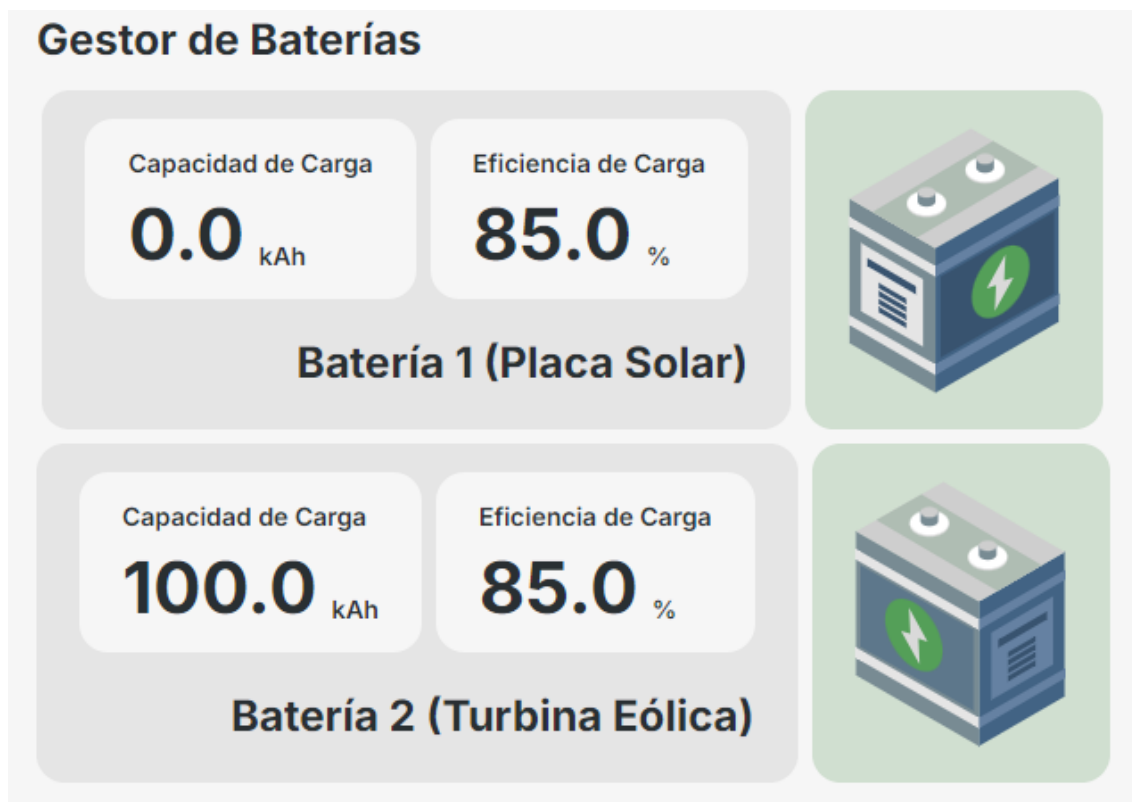 Gestor de Baterías
Capacidad de Carga
0.0 kAh
Eficiencia de Carga
85.0 %
Batería 1 (Placa Solar)
Capacidad de Carga
100.0 kAh
Eficiencia de Carga
85.0 %
Batería 2 (Turbina Eólica)